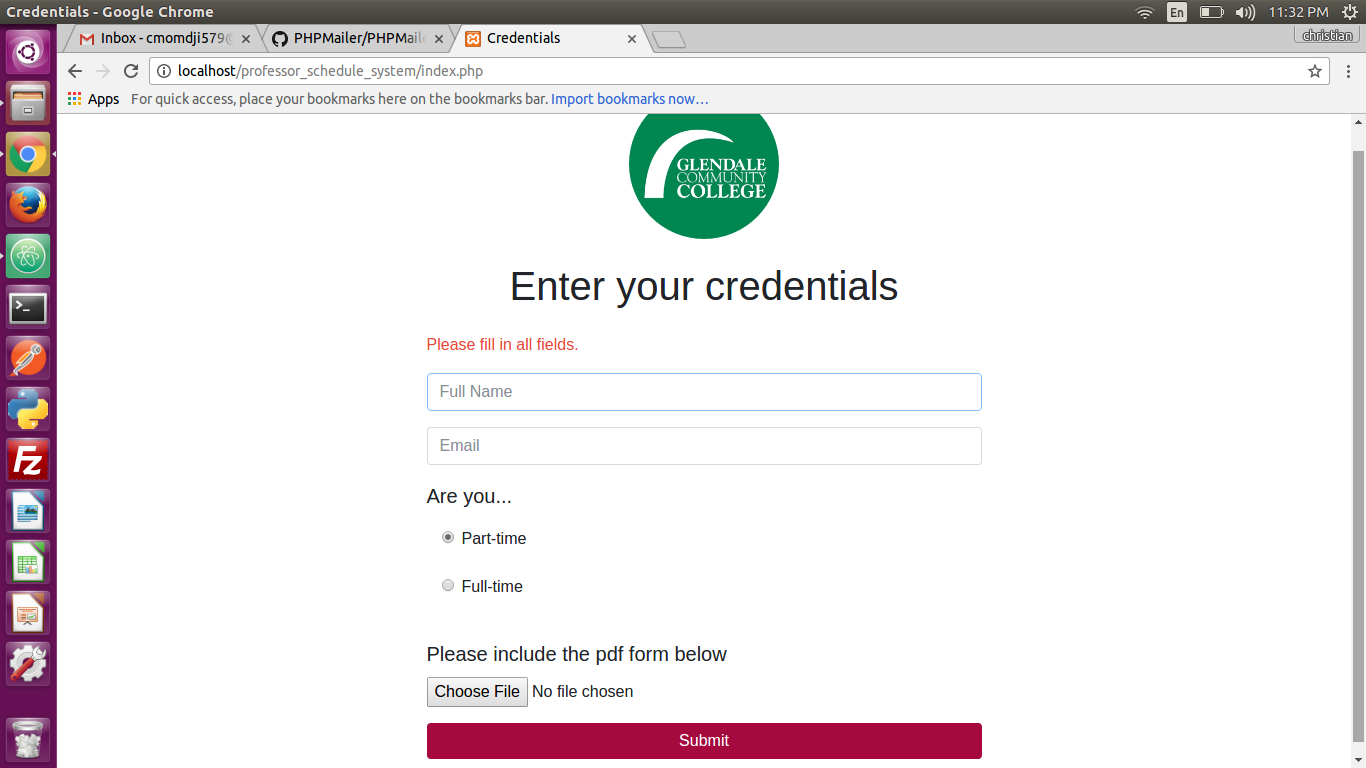 Credentials - Google Chrome
En
11:32 PM
Inbox - cmomdji579@
PHPMailer/PHPMaile
Credentials
christian
localhost/professor_schedule_system/index.php
Apps
For quick access, place your bookmarks here on the bookmarks bar. Import bookmarks now…
GLENDALE
COMMUNITY
COLLEGE
Enter your credentials
Please fill in all fields.
Full Name
Email
Are you...
Part-time
Full-time
Please include the pdf form below
Choose File No file chosen
Submit